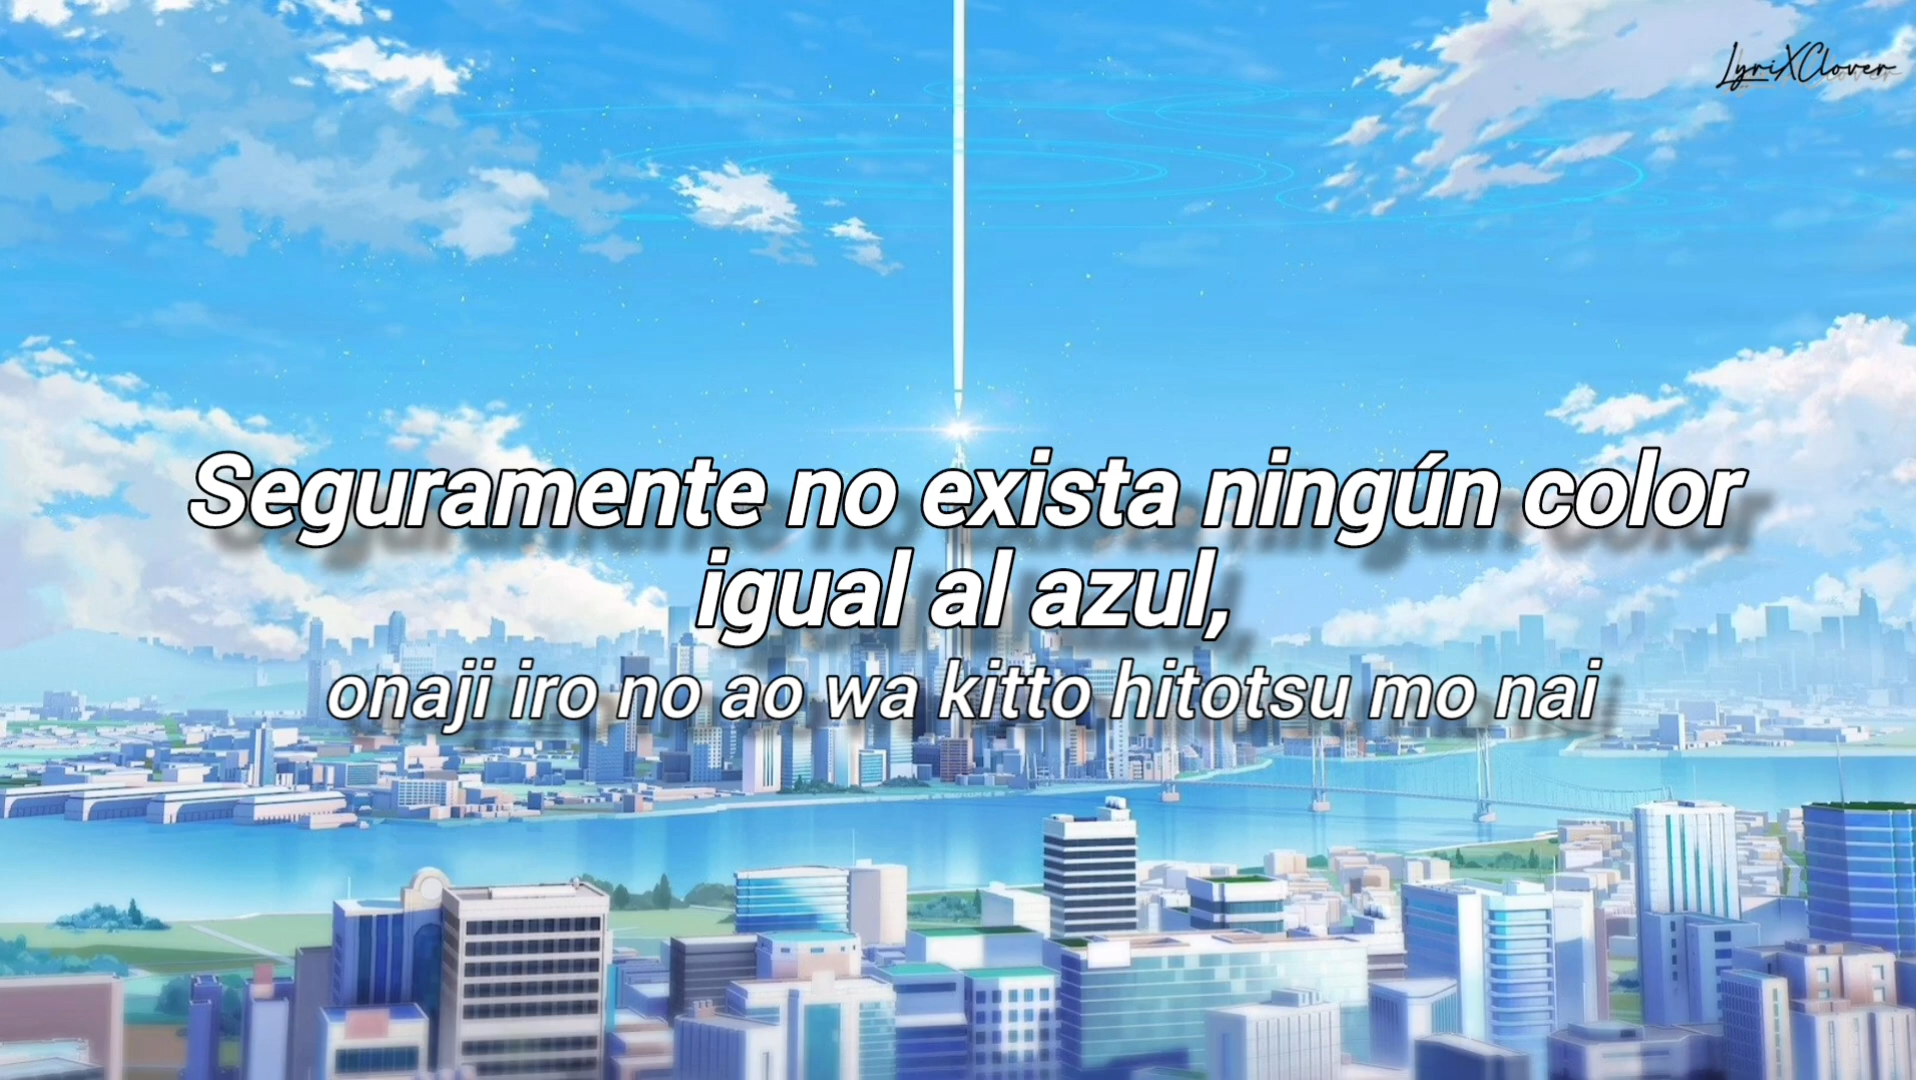 LyriXClover
Seguramente no exista ningún color
igual al azul,
onaji iro no ao wa kitto hitotsu mo nai